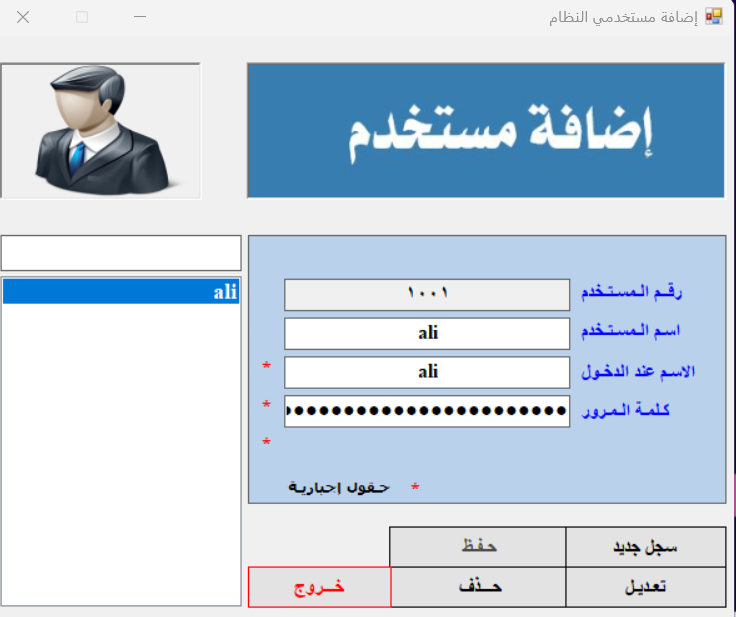 إضافة مستخدمي النظام
إضافة مستخدم
رقم المستخدم ١٠٠١
اسم المستخدم ali
الاسم عند الدخول ali *
كلمة المرور ●●●●●●●●●●●●●●●●●●●●●●● *
*
* حقول إجبارية
ali
سجل جديد حفظ
تعديل حذف خروج